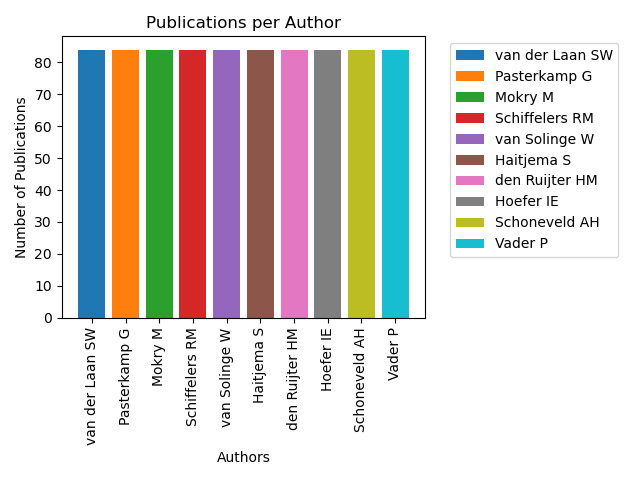 Publications per Author
Number of Publications
80
70
60
50
40
30
20
10
0
van der Laan SW
Pasterkamp G
Mokry M
Schiffelers RM
van Solinge W
Haitjema S
den Ruijter HM
Hoefer IE
Schoneveld AH
Vader P
Authors
van der Laan SW
Pasterkamp G
Mokry M
Schiffelers RM
van Solinge W
Haitjema S
den Ruijter HM
Hoefer IE
Schoneveld AH
Vader P